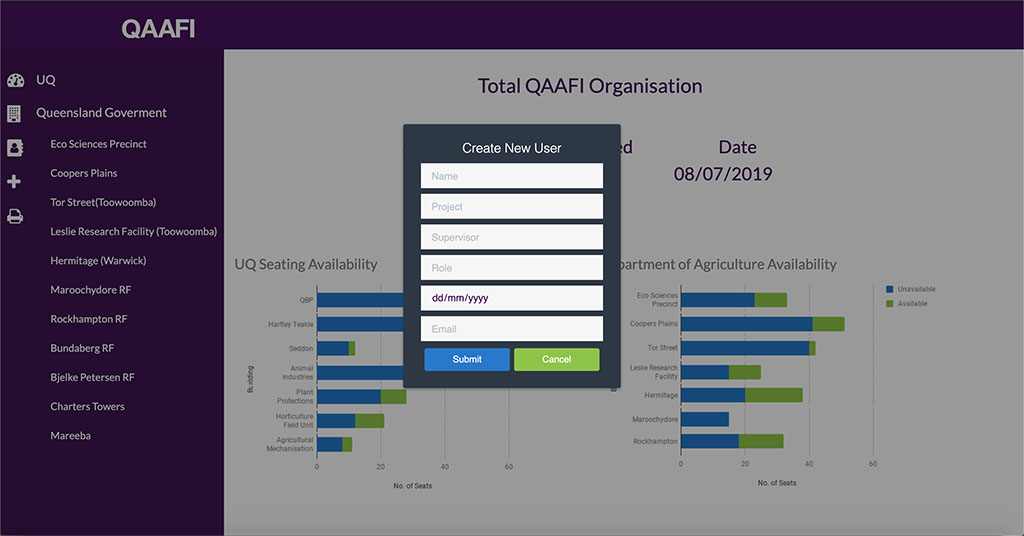 QAAFI
UQ
Queensland Goverment
Eco Sciences Precinct
Coopers Plains
Tor Street(Toowoomba)
Leslie Research Facility (Toowoomba)
Hermitage (Warwick)
Maroochydore RF
Rockhampton RF
Bundaberg RF
Bjelke Petersen RF
Charters Towers
Mareeba
Total QAAFI Organisation
Date
08/07/2019
Create New User
Name
Project
Supervisor
Role
dd/mm/yyyy
Email
Submit
Cancel
UQ Seating Availability
Building
QBP
Hartley Teakle
Seddon
Animal
Industries
Plant
Protections
Horticulture
Field Unit
Agricultural
Mechanisation
0
20
40
60
No. of Seats
of Agriculture Availability
Unavailable
Available
Eco Sciences
Precinct
Coopers Plains
Tor Street
Leslie Research
Facility
Hermitage
Maroochydore
Rockhampton
0
20
40
60
No. of Seats